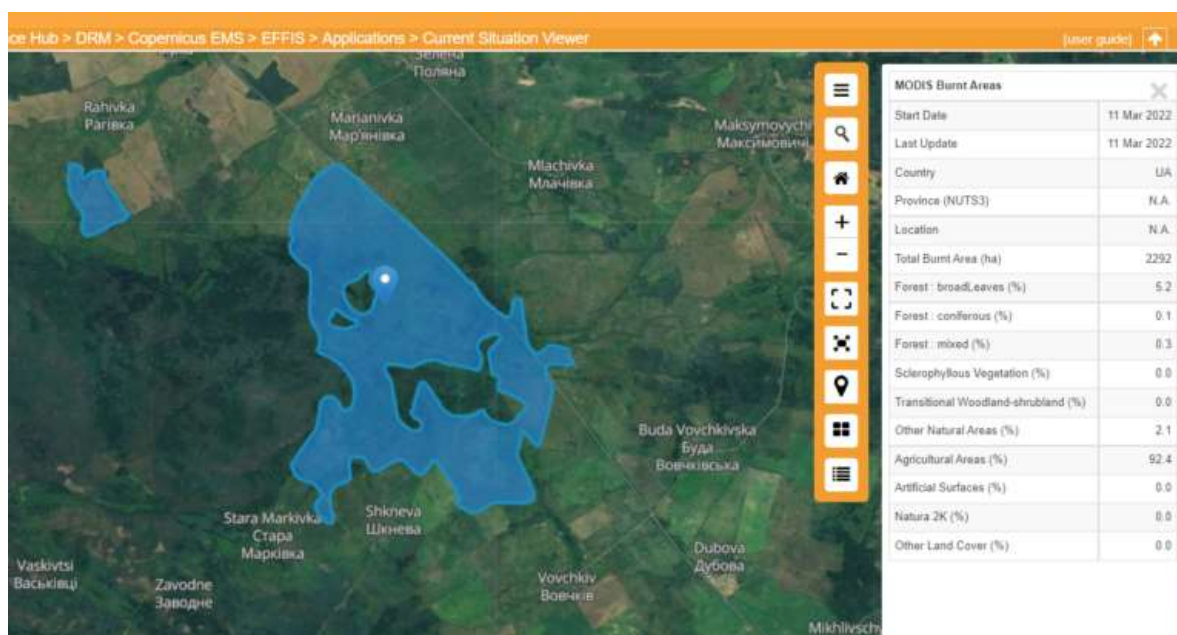 ce Hub > DRM > Copernicus EMS > EFFIS > Applications > Current Situation Viewer
[user guide]
Поляна
Rahivka
Рагівка
Marianivka
Мар'янівка
Maksymovychi
Максимовичі
Mlachivka
Млачівка
Buda Vovchkivska
Буда
Вовчківська
Stara Markivka
Стара
Марківка
Shkneva
Шкнева
Vaskivtsi
Васьківці
Zavodne
Заводне
Vovchkiv
Вовчків
Dubova
Дубова
Mikhlivsch
MODIS Burnt Areas
Start Date 11 Mar 2022
Last Update 11 Mar 2022
Country UA
Province (NUTS3) N.A.
Location N.A.
Total Burnt Area (ha) 2292
Forest : broadLeaves (%) 5.2
Forest : coniferous (%) 0.1
Forest : mixed (%) 0.3
Sclerophyllous Vegetation (%) 0.0
Transitional Woodland-shrubland (%) 0.0
Other Natural Areas (%) 2.1
Agricultural Areas (%) 92.4
Artificial Surfaces (%) 0.0
Natura 2K (%) 0.0
Other Land Cover (%) 0.0